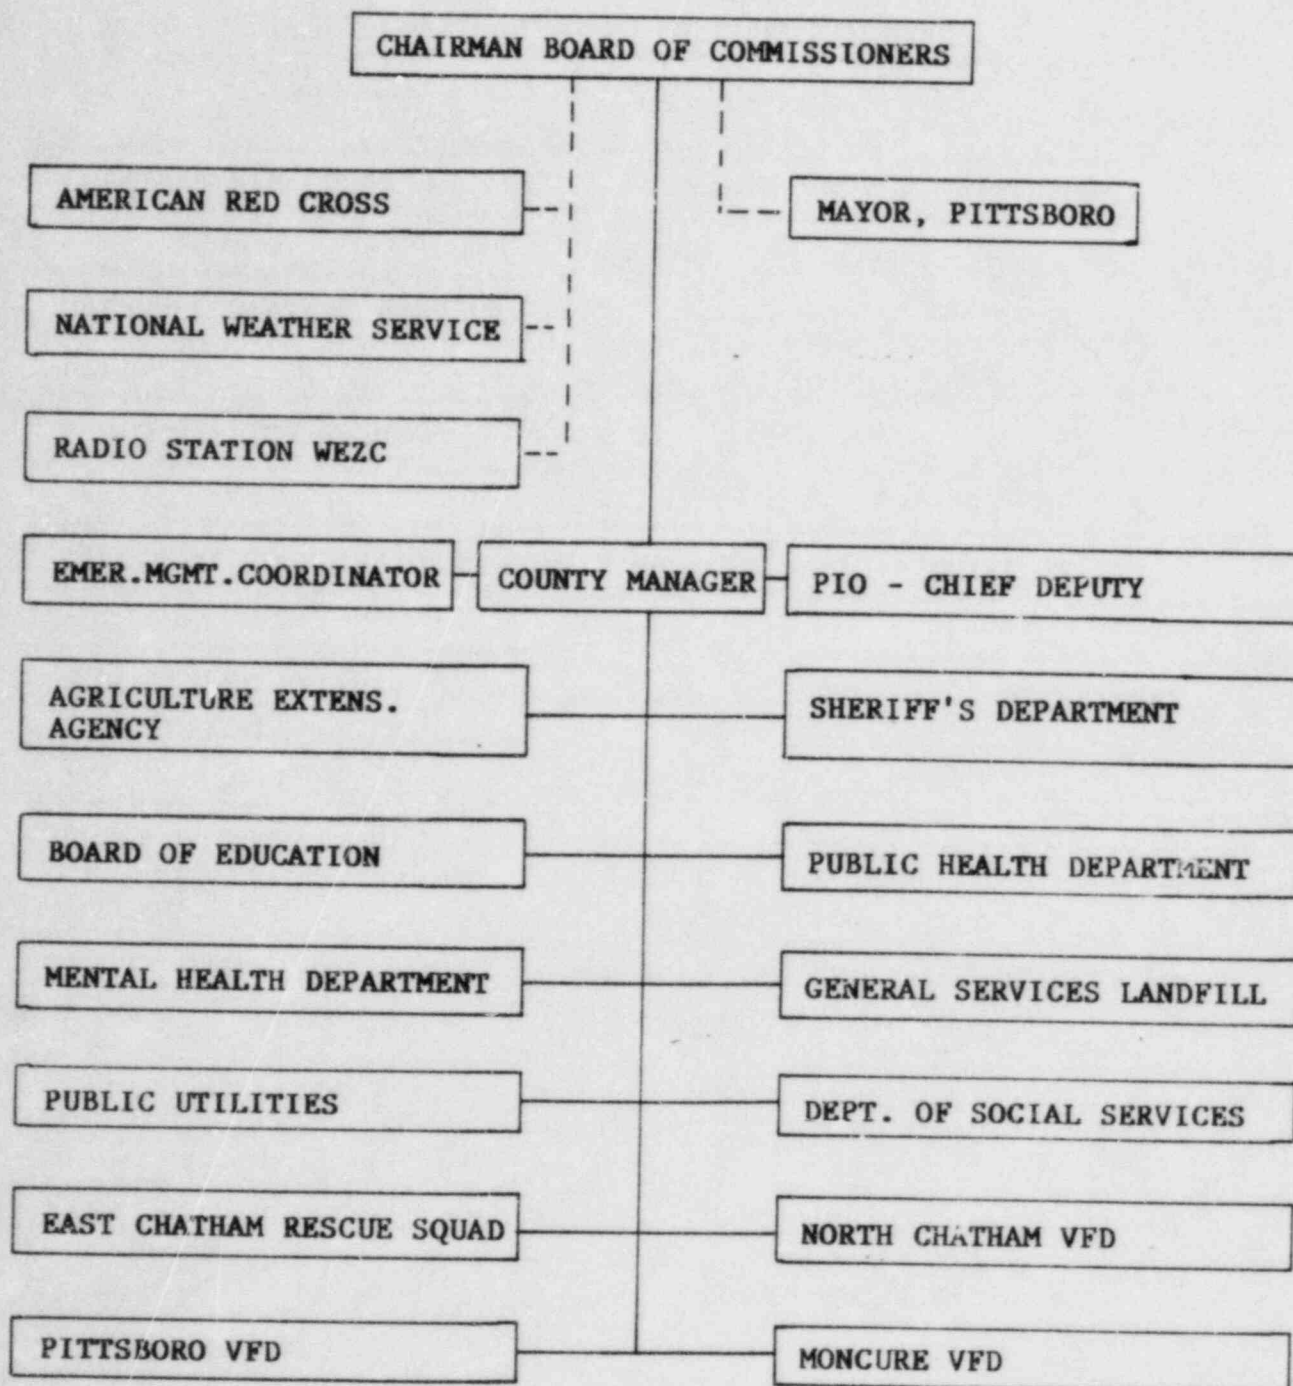 CHAIRMAN BOARD OF COMMISSIONERS
AMERICAN RED CROSS
MAYOR, PITTSBORO
NATIONAL WEATHER SERVICE
RADIO STATION WEZC
EMER.MGMT.COORDINATOR
COUNTY MANAGER
PIO - CHIEF DEPUTY
AGRICULTURE EXTENS.
AGENCY
SHERIFF'S DEPARTMENT
BOARD OF EDUCATION
PUBLIC HEALTH DEPARTMENT
MENTAL HEALTH DEPARTMENT
GENERAL SERVICES LANDFILL
PUBLIC UTILITIES
DEPT. OF SOCIAL SERVICES
EAST CHATHAM RESCUE SQUAD
NORTH CHATHAM VFD
PITTSBORO VFD
MONCURE VFD